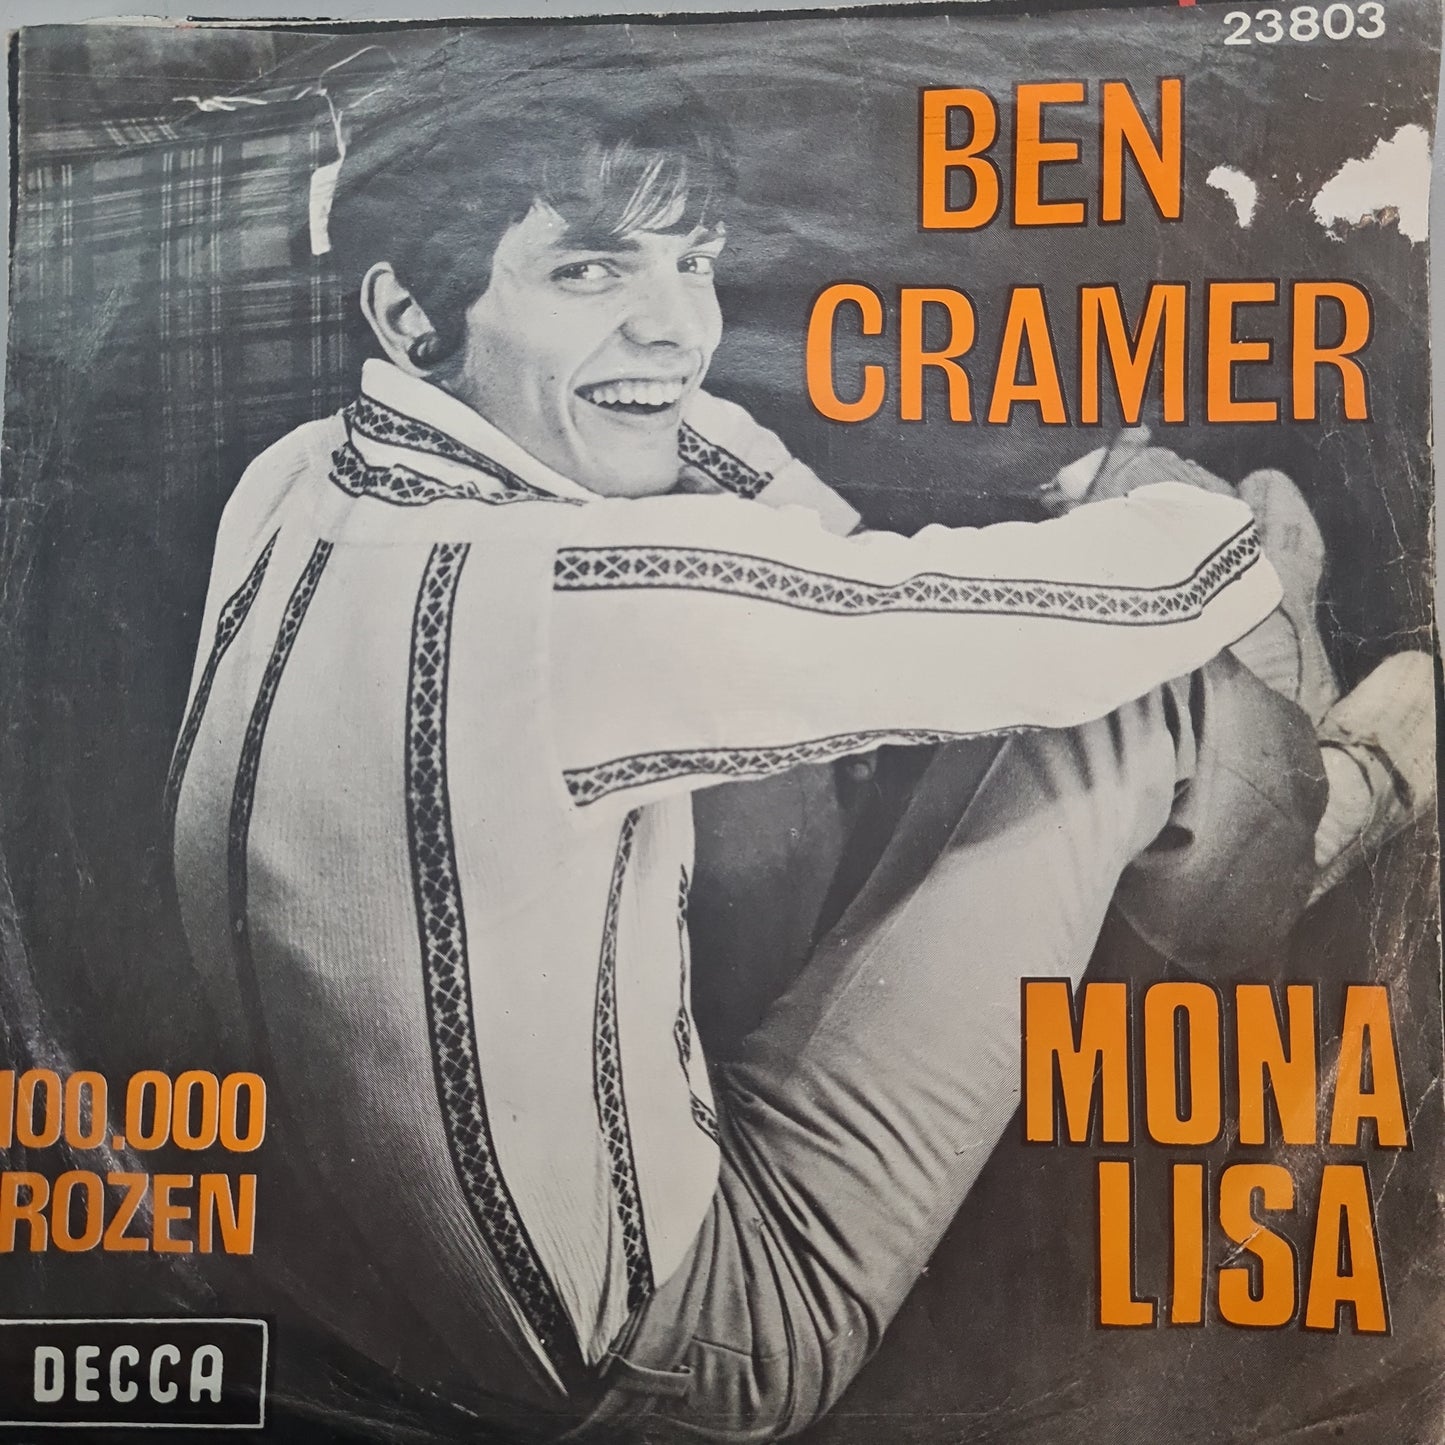 23803
BEN
CRAMER
MONA
LISA
100.000
ROZEN
DECCA